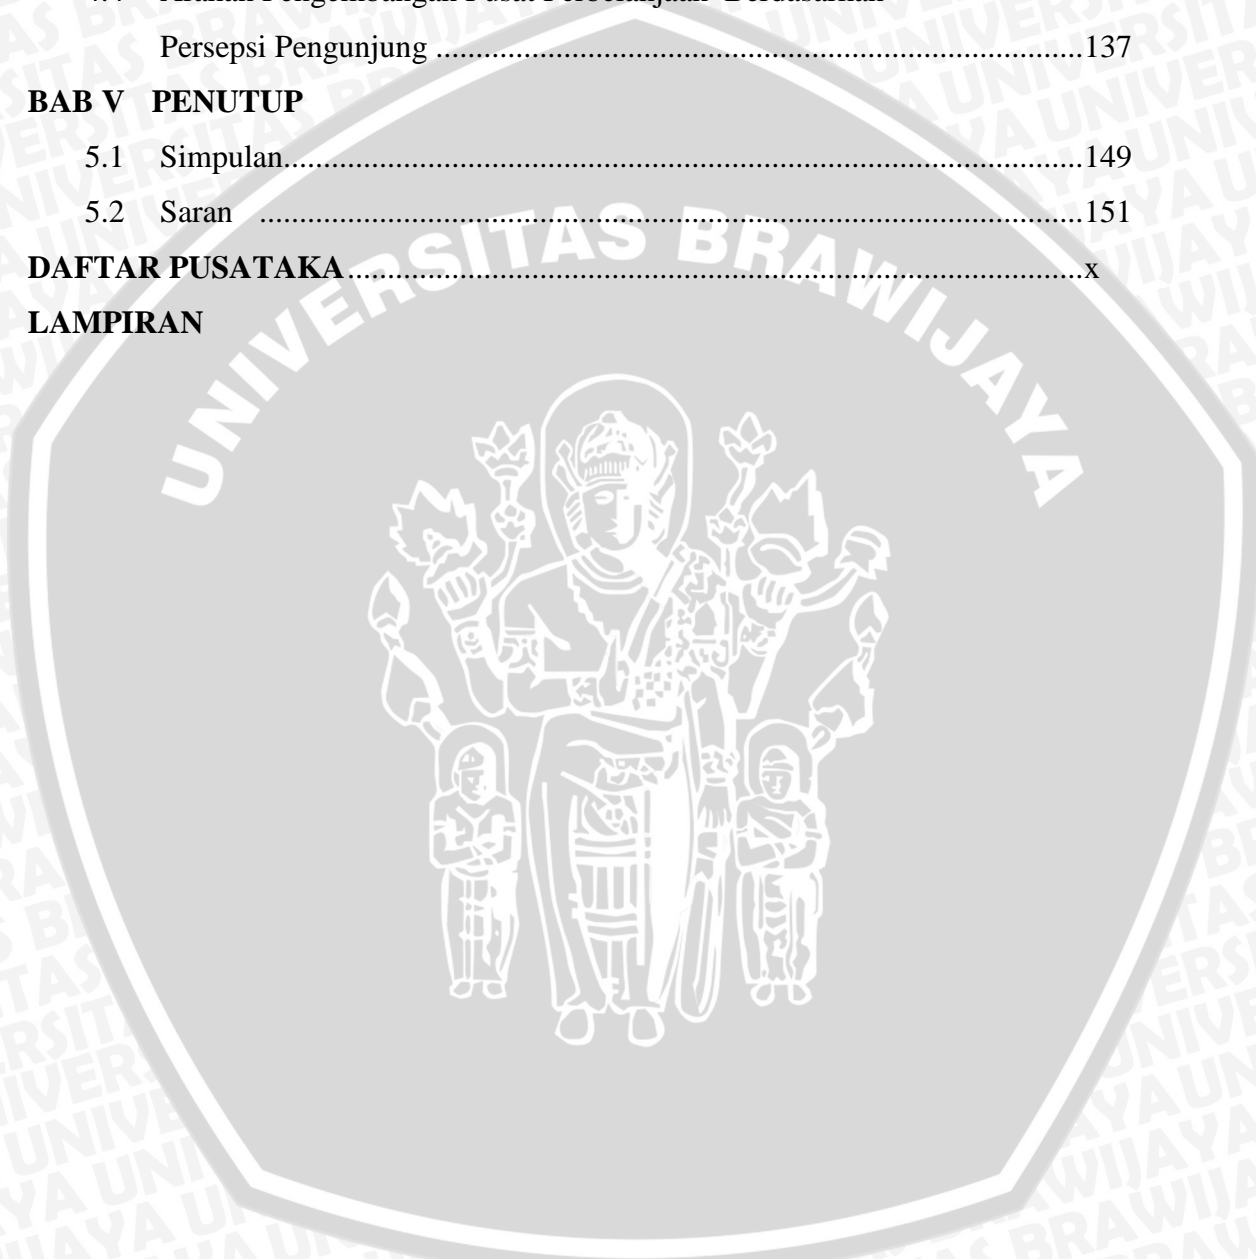 Persepsi Pengunjung ..........................................................................................137
BAB V PENUTUP
5.1 Simpulan..........................................................................................149
5.2 Saran ..........................................................................................151
DAFTAR PUSATAKA..........................................................................................x
LAMPIRAN
UNIVERSITAS BRAWIJAYA